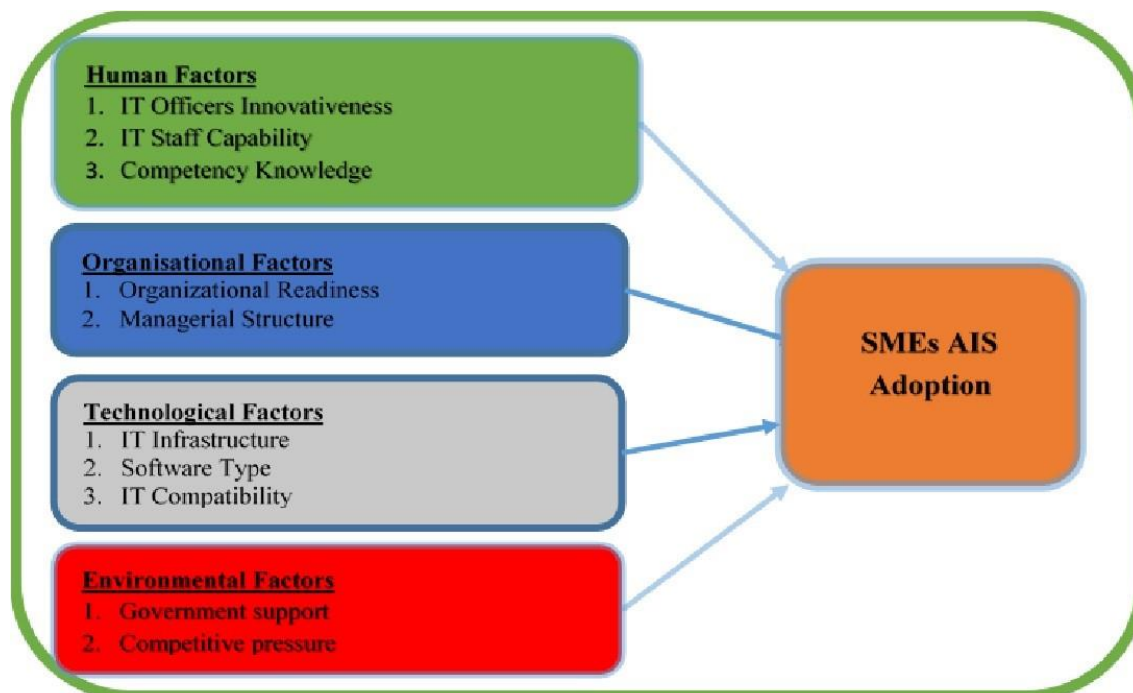 Human Factors
1. IT Officers Innovativeness
2. IT Staff Capability
3. Competency Knowledge
Organisational Factors
1. Organizational Readiness
2. Managerial Structure
Technological Factors
1. IT Infrastructure
2. Software Type
3. IT Compatibility
Environmental Factors
1. Government support
2. Competitive pressure
SMEs AIS
Adoption